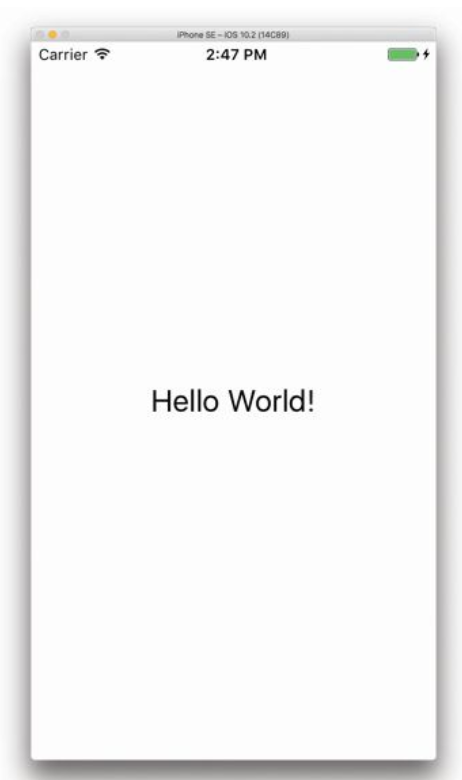 iPhone SE – iOS 10.2 (14C89)
Carrier 2:47 PM
Hello World!